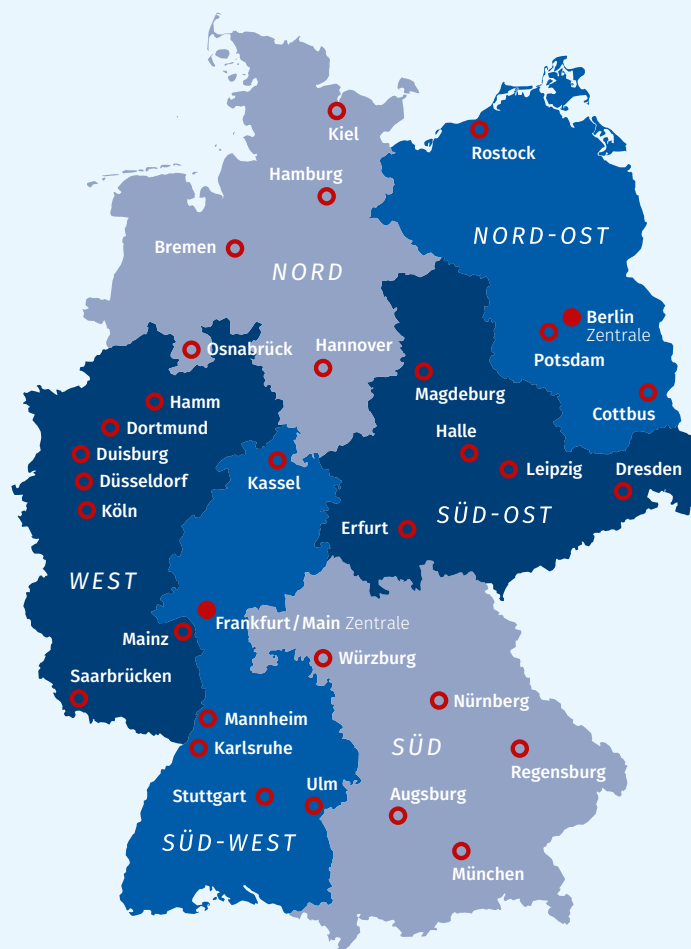 Kiel
Rostock
Hamburg
NORD-OST
Bremen
NORD
Berlin
Zentrale
Potsdam
Osnabrück
Hannover
Magdeburg
Hamm
Cottbus
Dortmund
Halle
Duisburg
Leipzig
Dresden
Düsseldorf
Kassel
Köln
SÜD-OST
Erfurt
WEST
Frankfurt/Main Zentrale
Mainz
Würzburg
Saarbrücken
Nürnberg
Mannheim
Karlsruhe
SÜD
Regensburg
Ulm
Stuttgart
Augsburg
SÜD-WEST
München